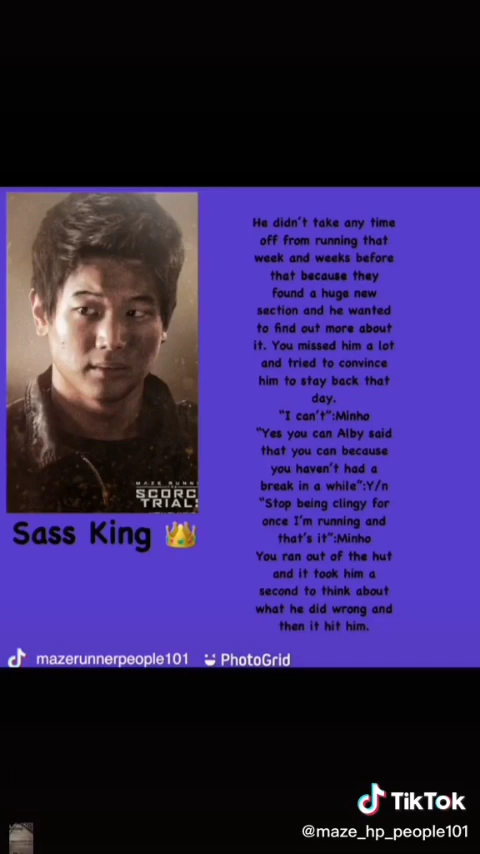 He didn't take any time
off from running that
week and weeks before
that because they
found a huge new
section and he wanted
to find out more about
it. You missed him a lot
and tried to convince
him to stay back that
day.
"I can't":Minho
"Yes you can Alby said
that you can because
you haven't had a
break in a while":Y/n
"Stop being clingy for
once I'm running and
that's it":Minho
You ran out of the hut
and it took him a
second to think about
what he did wrong and
then it hit him.
MAZE RUNN
SCORC
TRIAL
Sass King 👑
mazerunnerpeople101
PhotoGrid
TikTok
@maze_hp_people101